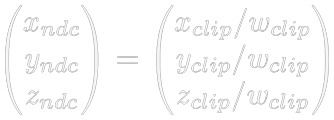 x_ndc = x_clip/w_clip
y_ndc = y_clip/w_clip
z_ndc = z_clip/w_clip